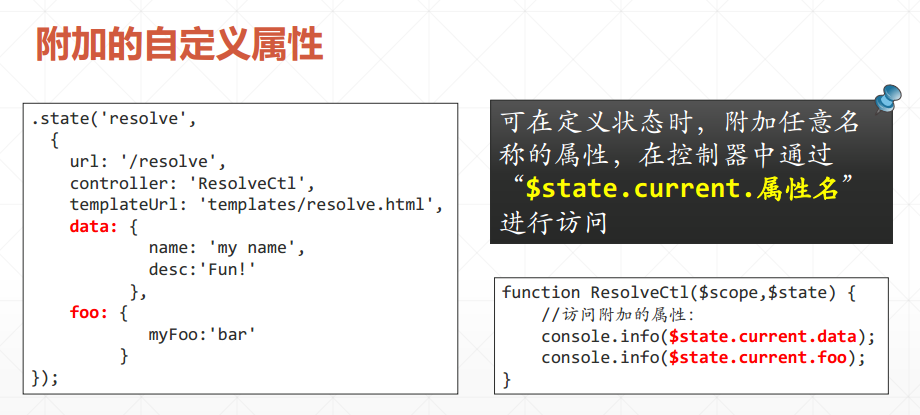 附加的自定义属性
.state('resolve',
{
url: '/resolve',
controller: 'ResolveCtl',
templateUrl: 'templates/resolve.html',
data: {
name: 'my name',
desc:'Fun!'
},
foo: {
myFoo:'bar'
}
});
可在定义状态时，附加任意名
称的属性，在控制器中通过
“$state.current.属性名”
进行访问
function ResolveCtl($scope,$state) {
//访问附加的属性：
console.info($state.current.data);
console.info($state.current.foo);
}